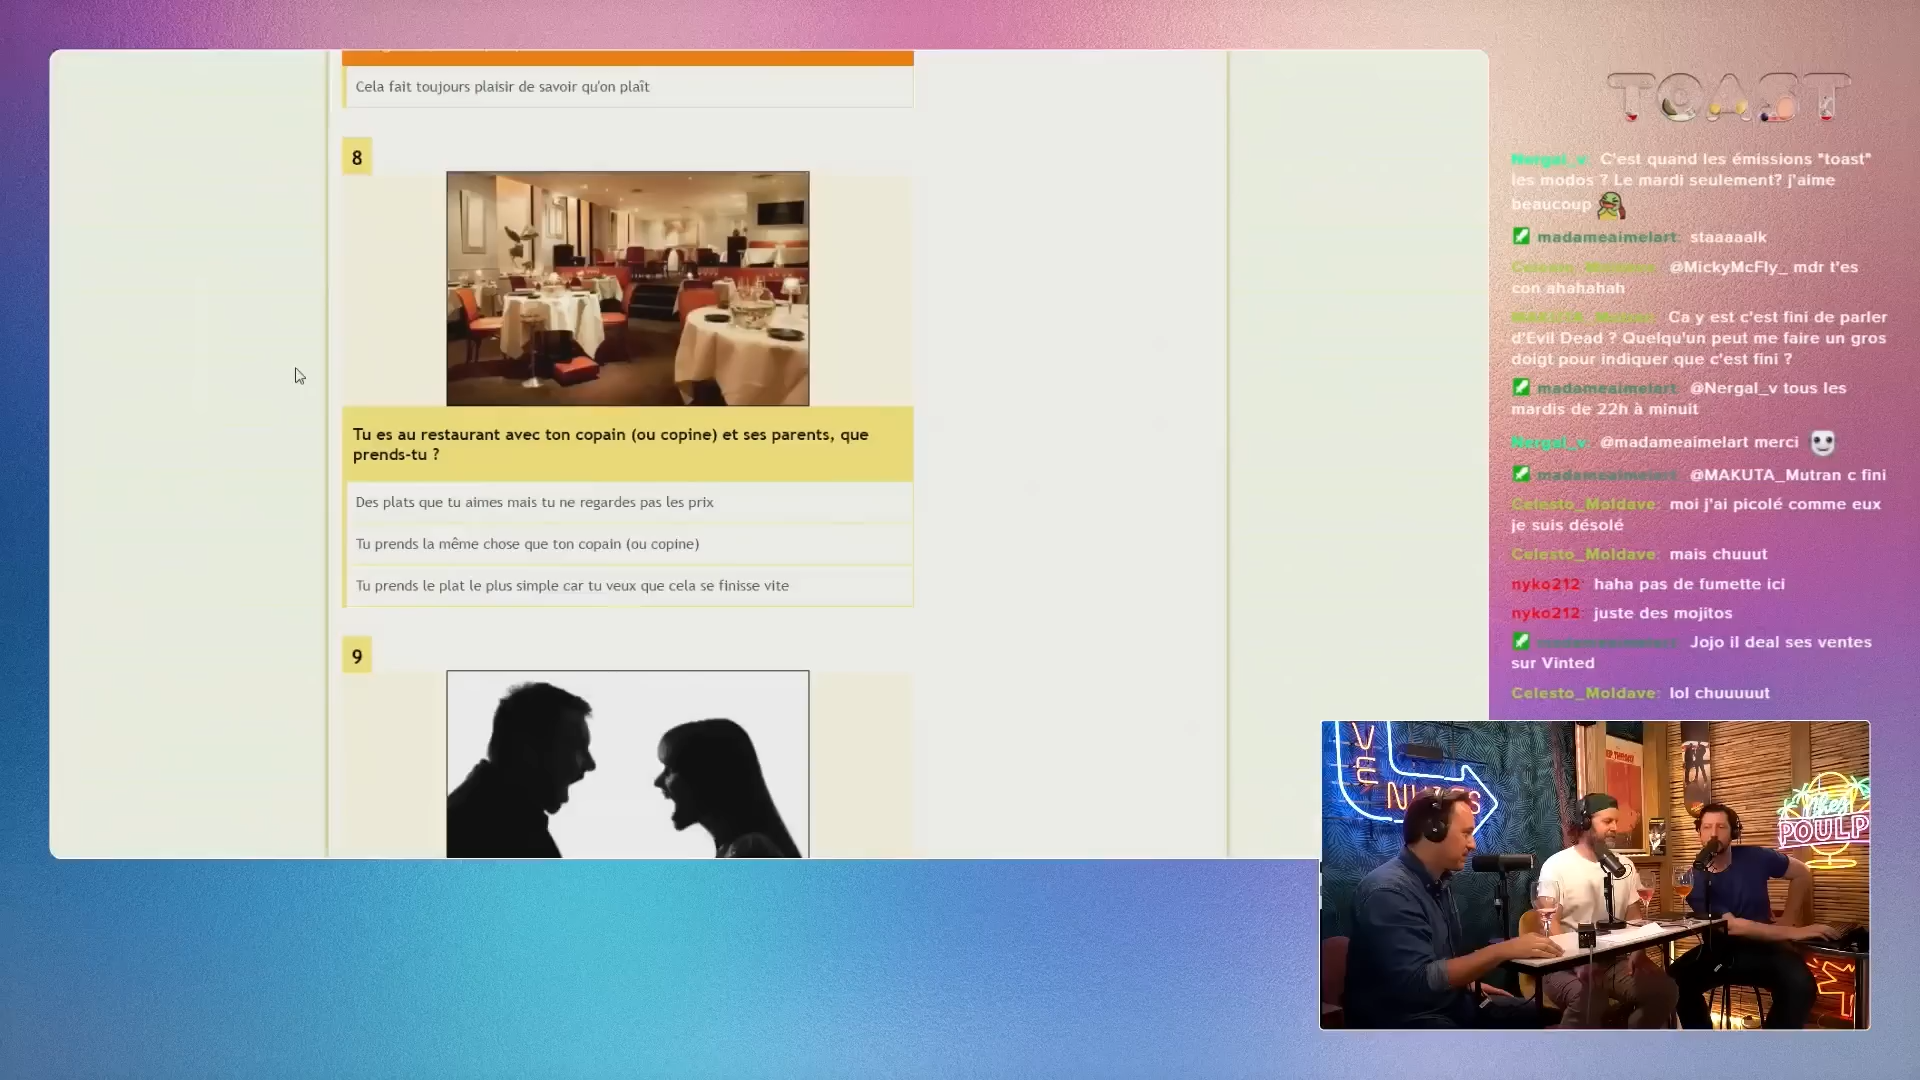 Cela fait toujours plaisir de savoir qu'on plaît
8
Tu es au restaurant avec ton copain (ou copine) et ses parents, que
prends-tu ?
Des plats que tu aimes mais tu ne regardes pas les prix
Tu prends la même chose que ton copain (ou copine)
Tu prends le plat le plus simple car tu veux que cela se finisse vite
9
TOAST
Nergal_v: C'est quand les émissions "toast"
les modos ? Le mardi seulement? j'aime
beaucoup
madameaimelart: staaaaalk
Celesto_Moldave: @MickyMcFly_ mdr t'es
con ahahahah
MAKUTA_Mutran: Ca y est c'est fini de parler
d'Evil Dead ? Quelqu'un peut me faire un gros
doigt pour indiquer que c'est fini ?
madameaimelart: @Nergal_v tous les
mardis de 22h à minuit
Nergal_v: @madameaimelart merci
madameaimelart: @MAKUTA_Mutran c fini
Celesto_Moldave: moi j'ai picolé comme eux
je suis désolé
Celesto_Moldave: mais chuuut
nyko212: haha pas de fumette ici
nyko212: juste des mojitos
madameaimelart: Jojo il deal ses ventes
sur Vinted
Celesto_Moldave: lol chuuuuut
POULP